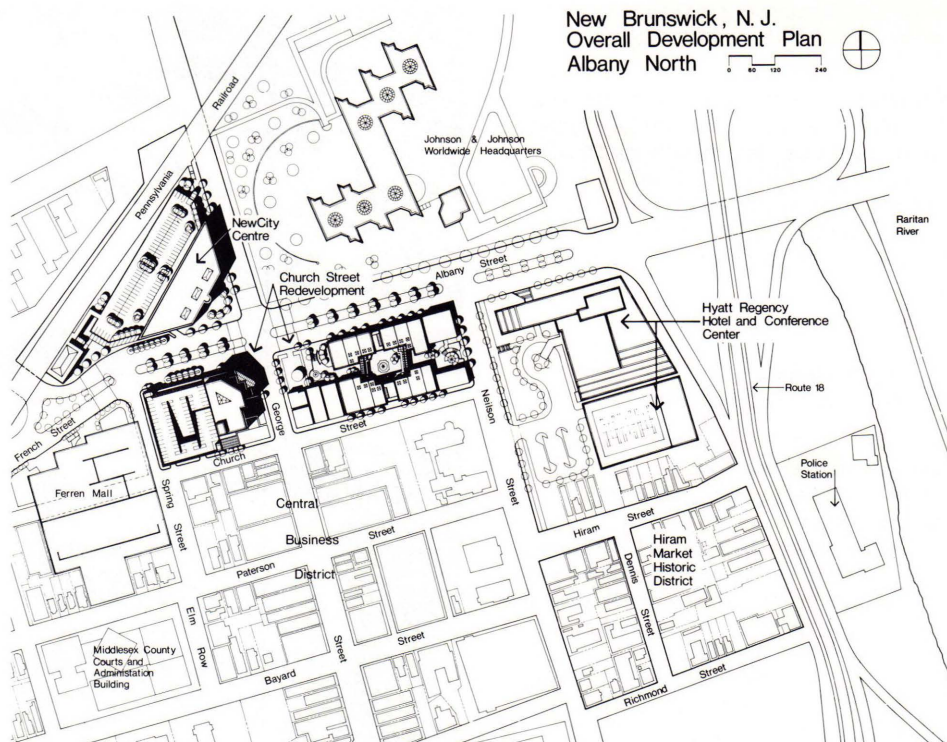 New Brunswick, N. J.
Overall Development Plan
Albany North
0 60 120 240
Railroad
Pennsylvania
Johnson & Johnson
Worldwide Headquarters
NewCity
Centre
Raritan
River
Albany
Street
Church Street
Redevelopment
Hyatt Regency
Hotel and Conference
Center
Route 18
French Street
George
Street
Neilson
Street
Church
Street
Police
Station
Ferren Mall
Spring
Street
Central
Business
District
Street
Hiram
Street
Hiram
Market
Historic
District
Dennis
Street
Paterson
Elm
Row
Street
Middlesex County
Courts and
Administation
Building
Bayard
Richmond
Street